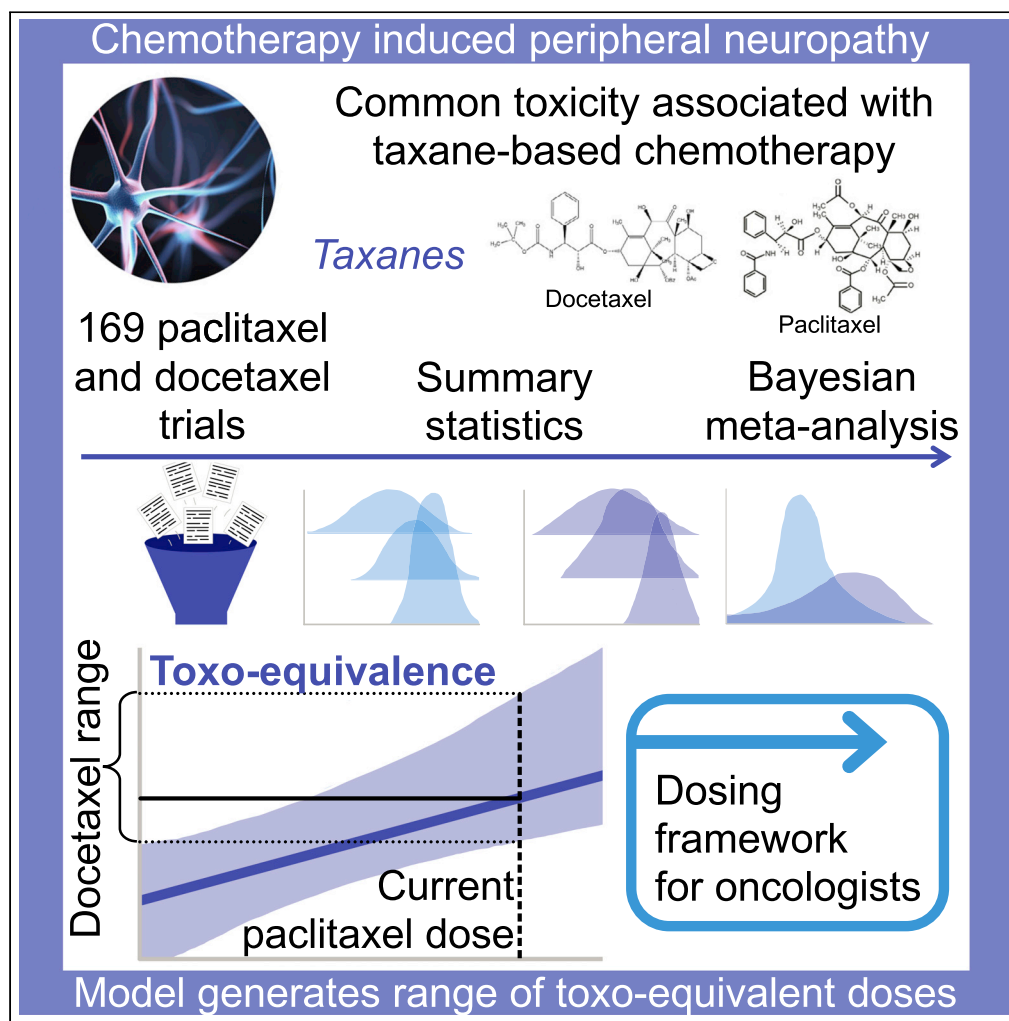 Chemotherapy induced peripheral neuropathy
Common toxicity associated with
taxane-based chemotherapy
Taxanes
Docetaxel
Paclitaxel
169 paclitaxel
and docetaxel
trials
Summary
statistics
Bayesian
meta-analysis
Toxo-equivalence
Docetaxel range
Current
paclitaxel dose
Dosing
framework
for oncologists
Model generates range of toxo-equivalent doses